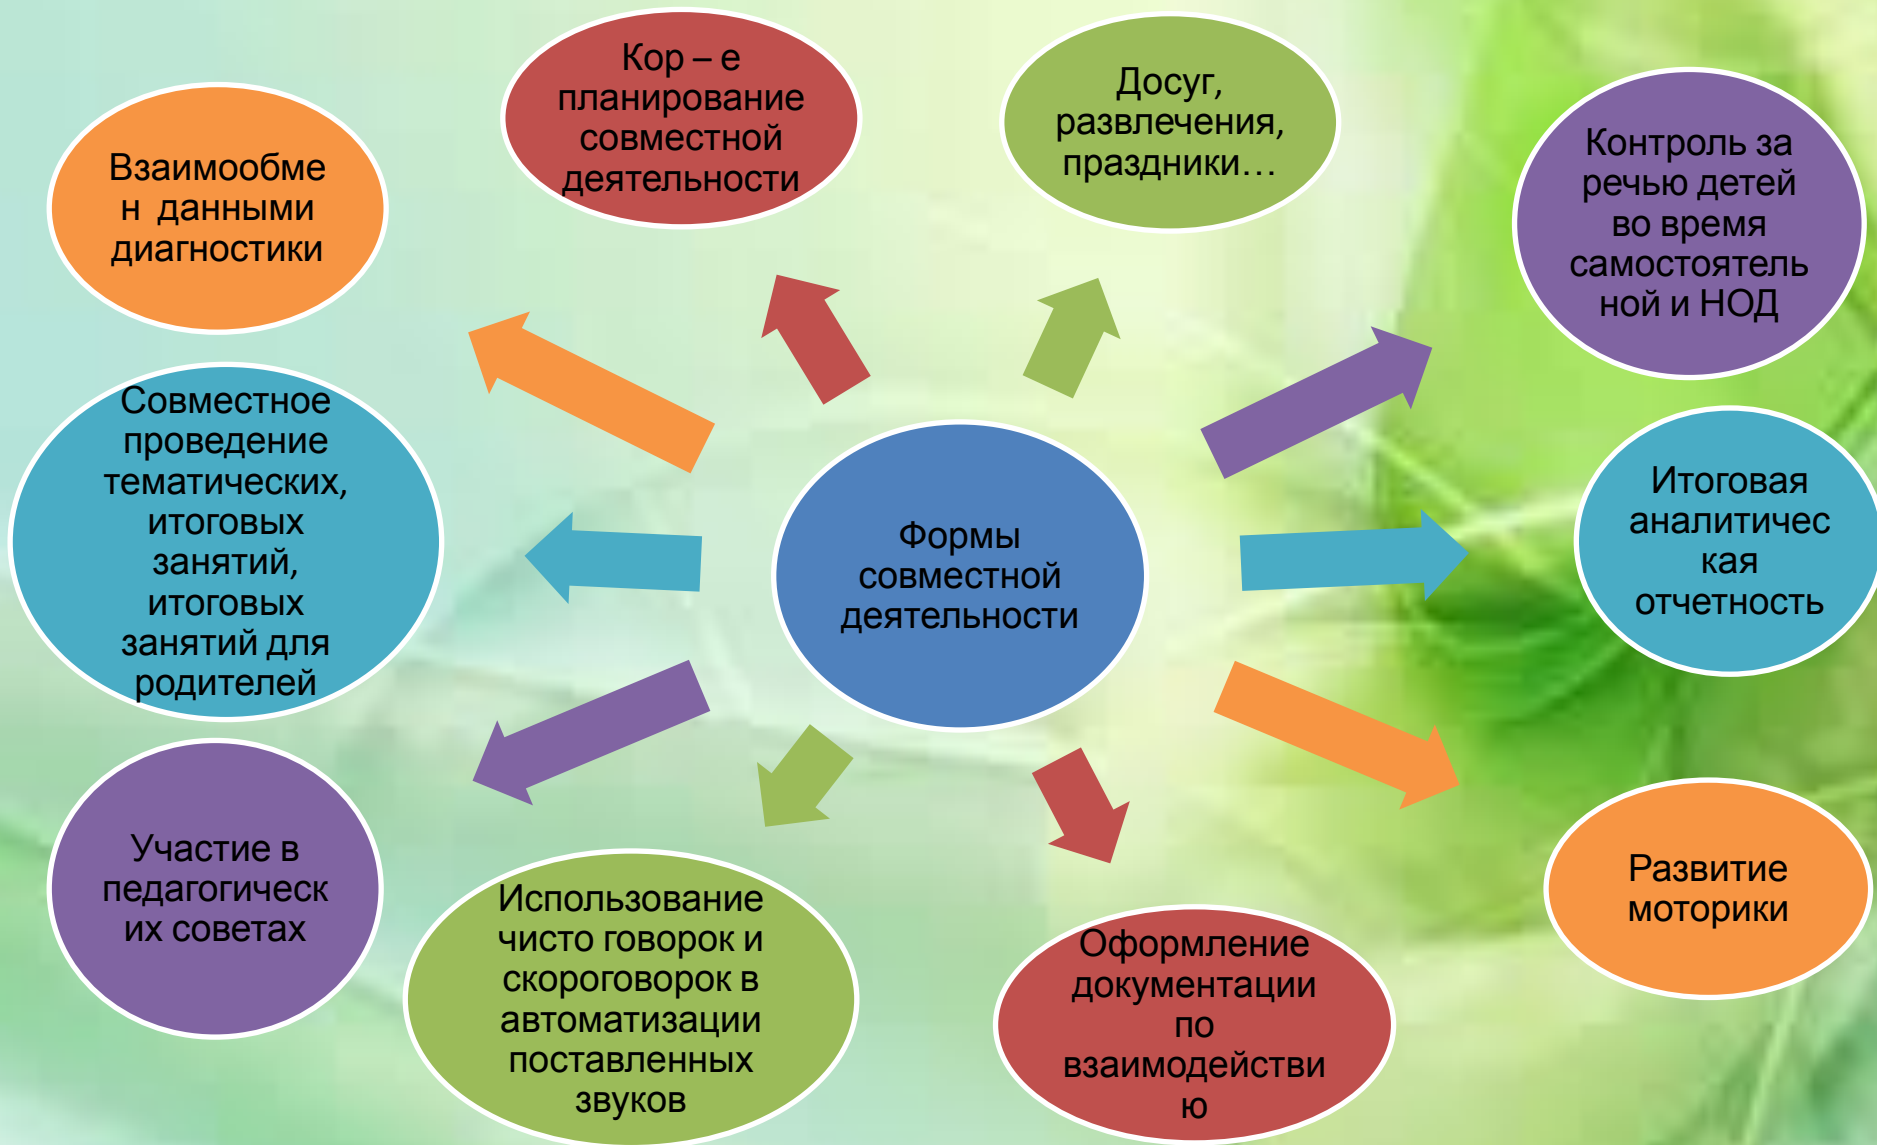 Кор – е
планирование
совместной
деятельности
Досуг,
развлечения,
праздники…
Взаимообме
н данными
диагностики
Контроль за
речью детей
во время
самостоятель
ной и НОД
Совместное
проведение
тематических,
итоговых
занятий,
итоговых
занятий для
родителей
Формы
совместной
деятельности
Итоговая
аналитичес
кая
отчетность
Участие в
педагогическ
их советах
Использование
чисто говорок и
скороговорок в
автоматизации
поставленных
звуков
Оформление
документации
по
взаимодействи
ю
Развитие
моторики